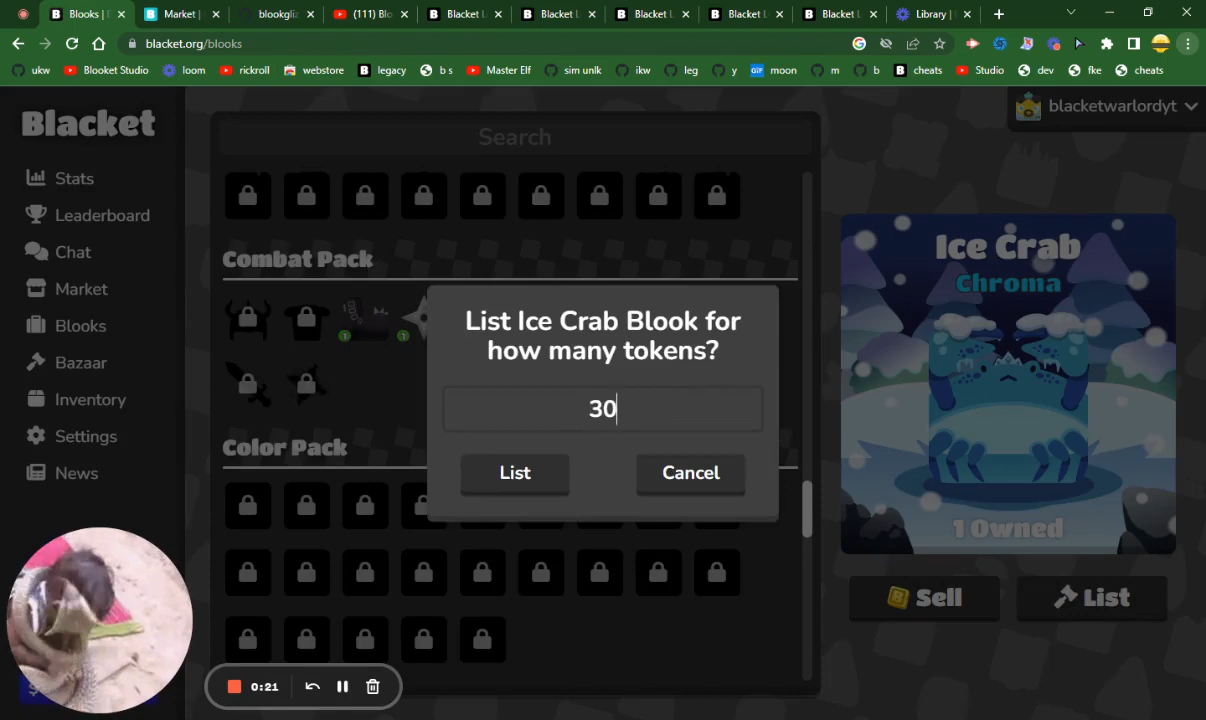 Blooks | B
Market |
blookgliz
(111) Blo
Blacket L
Blacket L
Blacket L
Blacket L
Blacket L
Library |
blacket.org/blooks
ukw
Blooket Studio
loom
rickroll
webstore
legacy
b s
Master Elf
sim unlk
ikw
leg
y
GIF
moon
m
b
cheats
Studio
dev
fke
cheats
Blacket
Search
blacketwarlordyt
Stats
Leaderboard
Chat
Market
Blooks
Bazaar
Inventory
Settings
News
Combat Pack
1
Color Pack
List Ice Crab Blook for
how many tokens?
30
List
Cancel
Ice Crab
Chroma
1 Owned
Sell
List
0:21